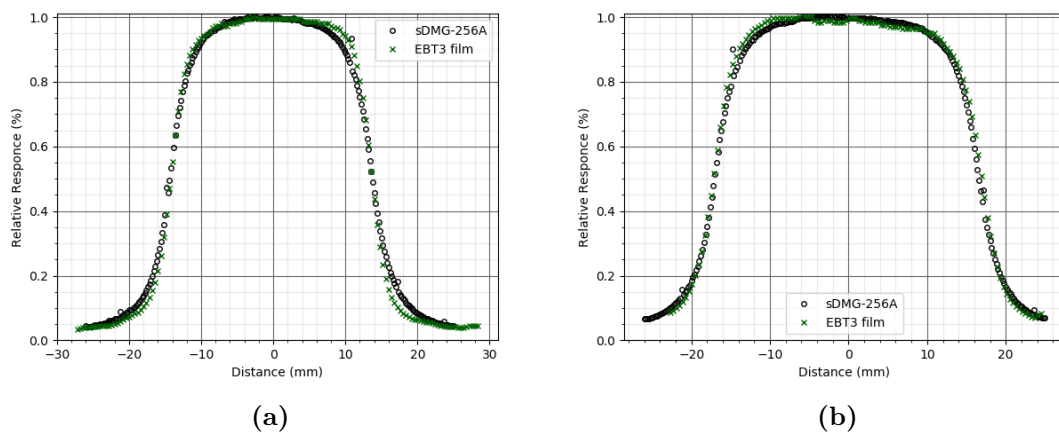 1.0
0.8
0.6
0.4
0.2
0.0
Relative Responce (%)
−30 −20 −10 0 10 20 30
Distance (mm)
sDMG-256A
EBT3 film
(a)
1.0
0.8
0.6
0.4
0.2
0.0
Relative Responce (%)
−20 −10 0 10 20
Distance (mm)
sDMG-256A
EBT3 film
(b)